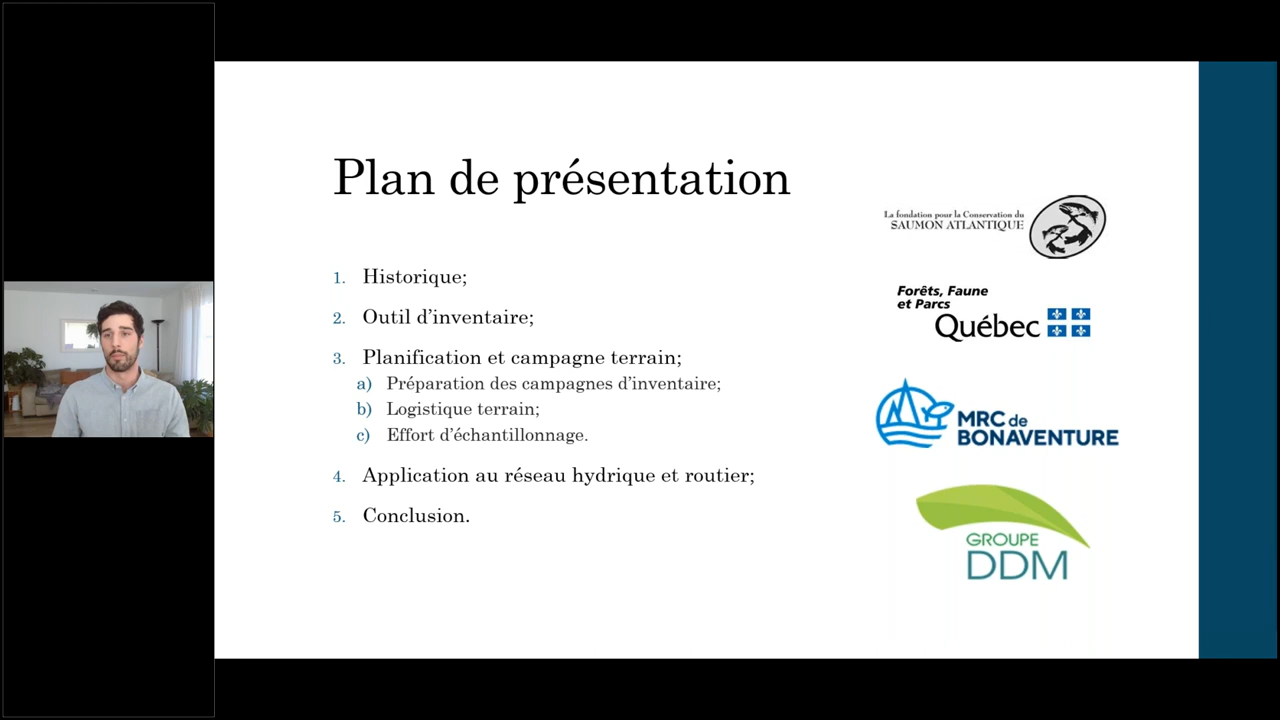 Plan de présentation
1. Historique;
2. Outil d'inventaire;
3. Planification et campagne terrain;
a) Préparation des campagnes d'inventaire;
b) Logistique terrain;
c) Effort d'échantillonnage.
4. Application au réseau hydrique et routier;
5. Conclusion.
La fondation pour la Conservation du
SAUMON ATLANTIQUE
Forêts, Faune
et Parcs
Québec
MRC de
BONAVENTURE
GROUPE
DDM